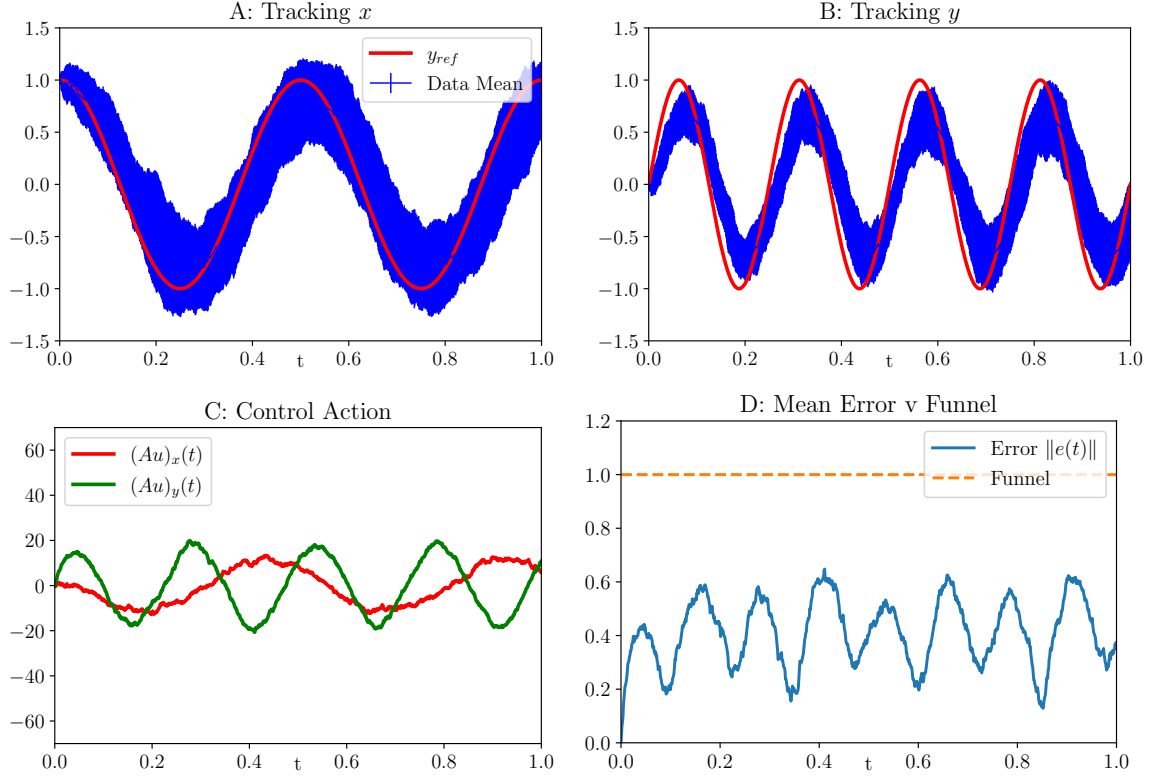 A: Tracking x
1.5
1.0
0.5
0.0
−0.5
−1.0
−1.5
0.0 0.2 0.4 0.6 0.8 1.0
t
y_ref
Data Mean
B: Tracking y
1.5
1.0
0.5
0.0
−0.5
−1.0
−1.5
0.0 0.2 0.4 0.6 0.8 1.0
t
C: Control Action
60
40
20
0
−20
−40
−60
0.0 0.2 0.4 0.6 0.8 1.0
t
(Au)_x(t)
(Au)_y(t)
D: Mean Error v Funnel
1.2
1.0
0.8
0.6
0.4
0.2
0.0
0.0 0.2 0.4 0.6 0.8 1.0
t
Error ‖e(t)‖
Funnel